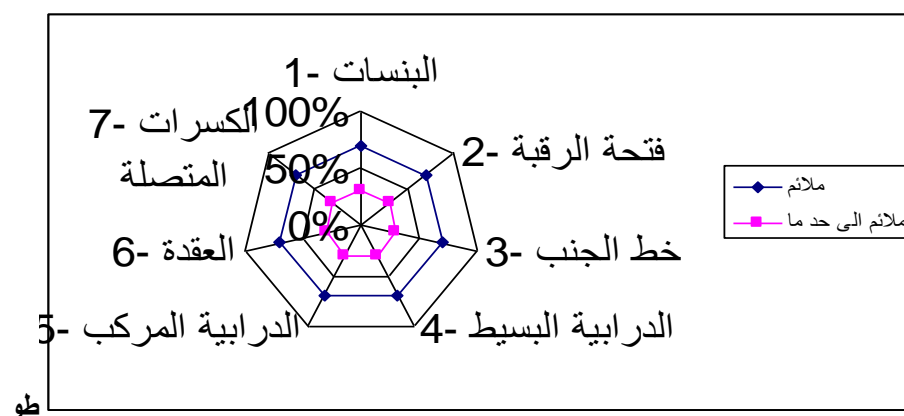 1- البنسات
2- فتحة الرقبة
3- خط الجنب
4- الدرابية البسيط
5- الدرابية المركب
6- العقدة
7- الكسرات
المتصلة
100%
50%
0%
ملائم
ملائم الى حد ما
طو